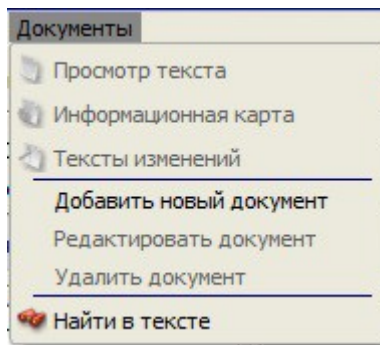 Документы
Просмотр текста
Информационная карта
Тексты изменений
Добавить новый документ
Редактировать документ
Удалить документ
Найти в тексте